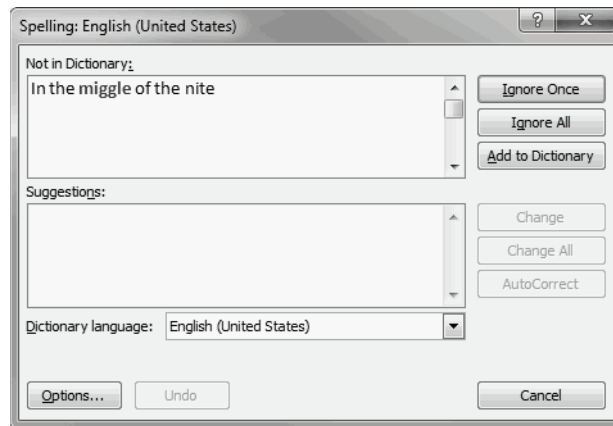 Spelling: English (United States)
Not in Dictionary:
In the miggle of the nite
Ignore Once
Ignore All
Add to Dictionary
Suggestions:
Change
Change All
AutoCorrect
Dictionary language: English (United States)
Options... Undo Cancel